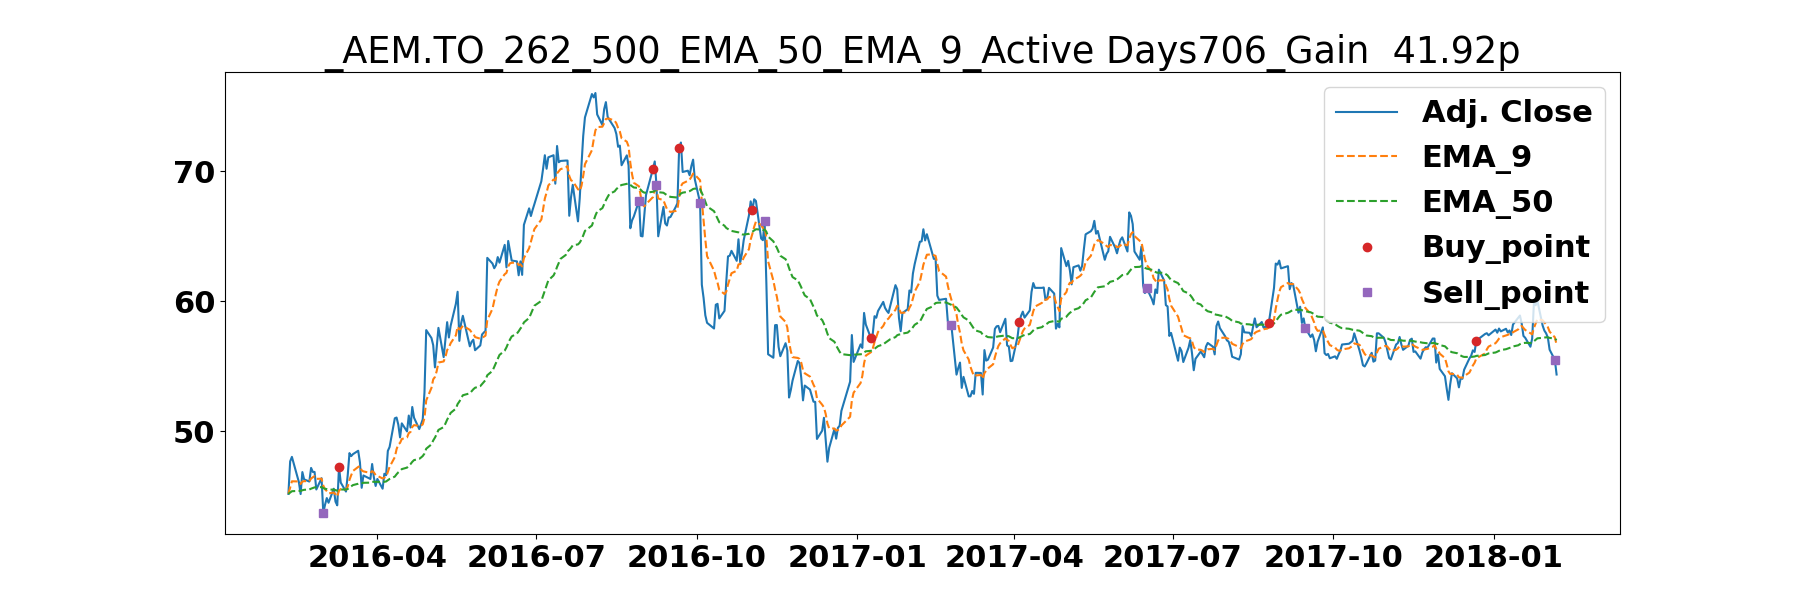 _AEM.TO_262_500_EMA_50_EMA_9_Active Days706_Gain  41.92p
Adj. Close
EMA_9
EMA_50
Buy_point
Sell_point
70
60
50
2016-04
2016-07
2016-10
2017-01
2017-04
2017-07
2017-10
2018-01